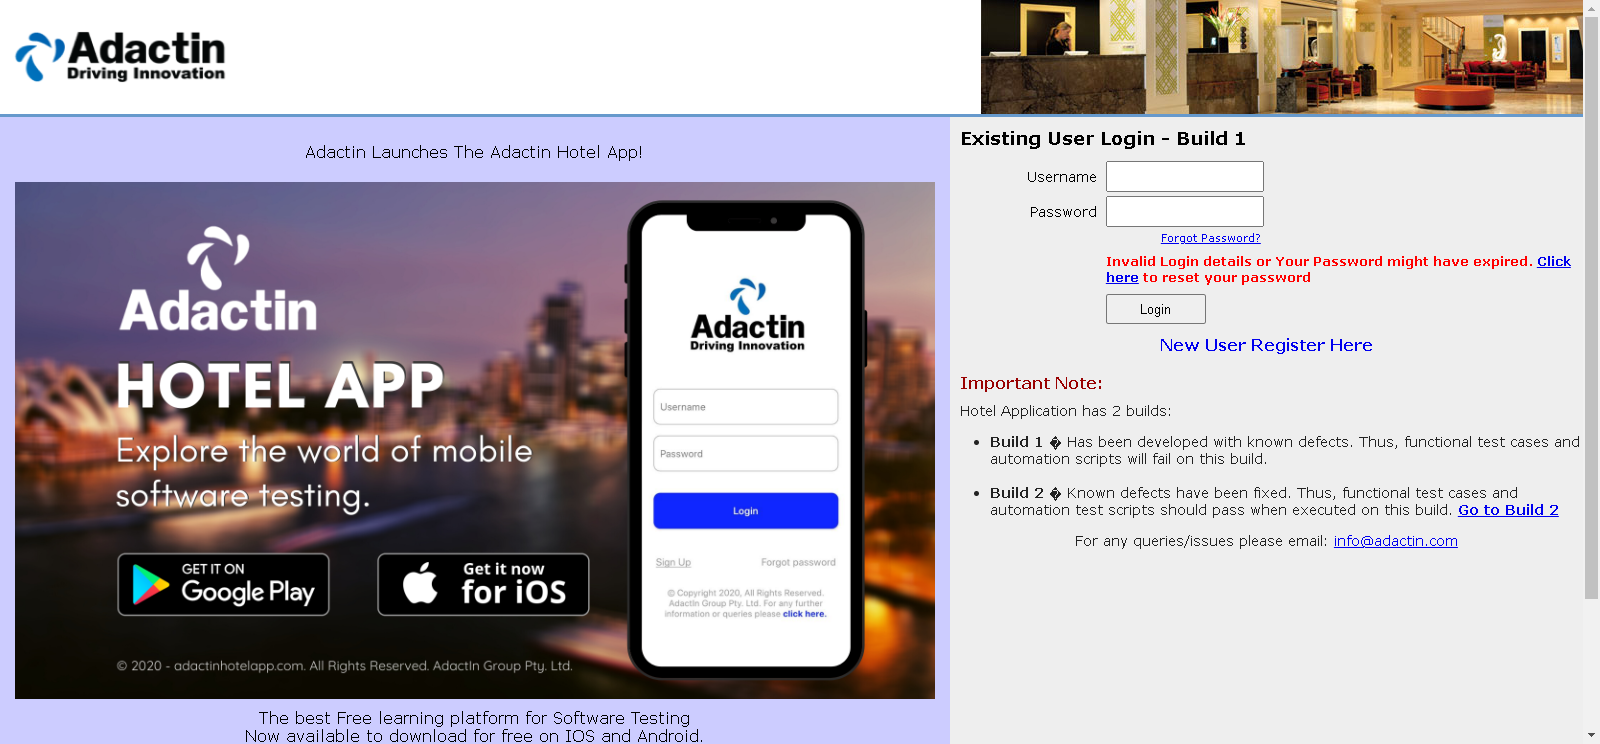 Adactin
Driving Innovation
Adactin Launches The Adactin Hotel App!
Adactin
HOTEL APP
Explore the world of mobile
software testing.
GET IT ON
Google Play
Get it now
for iOS
© 2020 - adactinhotelapp.com. All Rights Reserved. AdactIn Group Pty. Ltd.
Adactin
Driving Innovation
Username
Password
Login
Sign Up Forgot password
© Copyright 2020, All Rights Reserved.
AdactIn Group Pty. Ltd. For any further
information or queries please click here.
The best Free learning platform for Software Testing
Now available to download for free on IOS and Android.
Existing User Login - Build 1
Username
Password
Forgot Password?
Invalid Login details or Your Password might have expired. Click
here to reset your password
Login
New User Register Here
Important Note:
Hotel Application has 2 builds:
• Build 1 � Has been developed with known defects. Thus, functional test cases and
automation scripts will fail on this build.
• Build 2 � Known defects have been fixed. Thus, functional test cases and
automation test scripts should pass when executed on this build. Go to Build 2
For any queries/issues please email: info@adactin.com